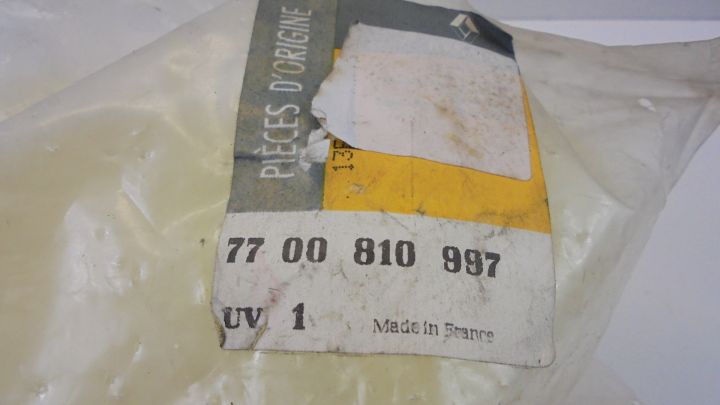 PIÈCES D'ORIGINE
77 00 810 997
UV 1
Made in France